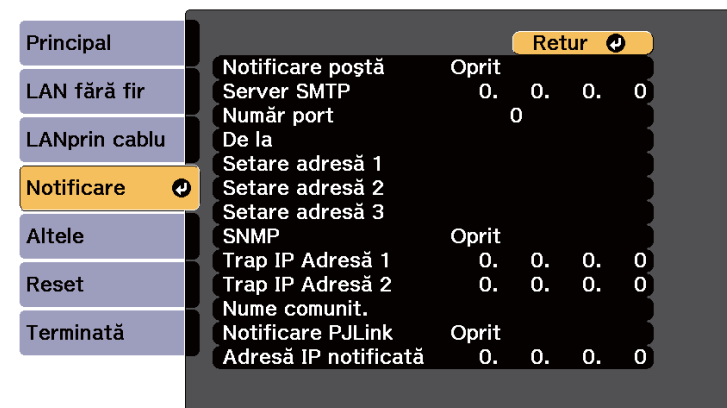 Principal
LAN fără fir
LANprin cablu
Notificare
Altele
Reset
Terminată
Retur
Notificare poştă Oprit
Server SMTP 0. 0. 0. 0
Număr port 0
De la
Setare adresă 1
Setare adresă 2
Setare adresă 3
SNMP Oprit
Trap IP Adresă 1 0. 0. 0. 0
Trap IP Adresă 2 0. 0. 0. 0
Nume comunit.
Notificare PJLink Oprit
Adresă IP notificată 0. 0. 0. 0